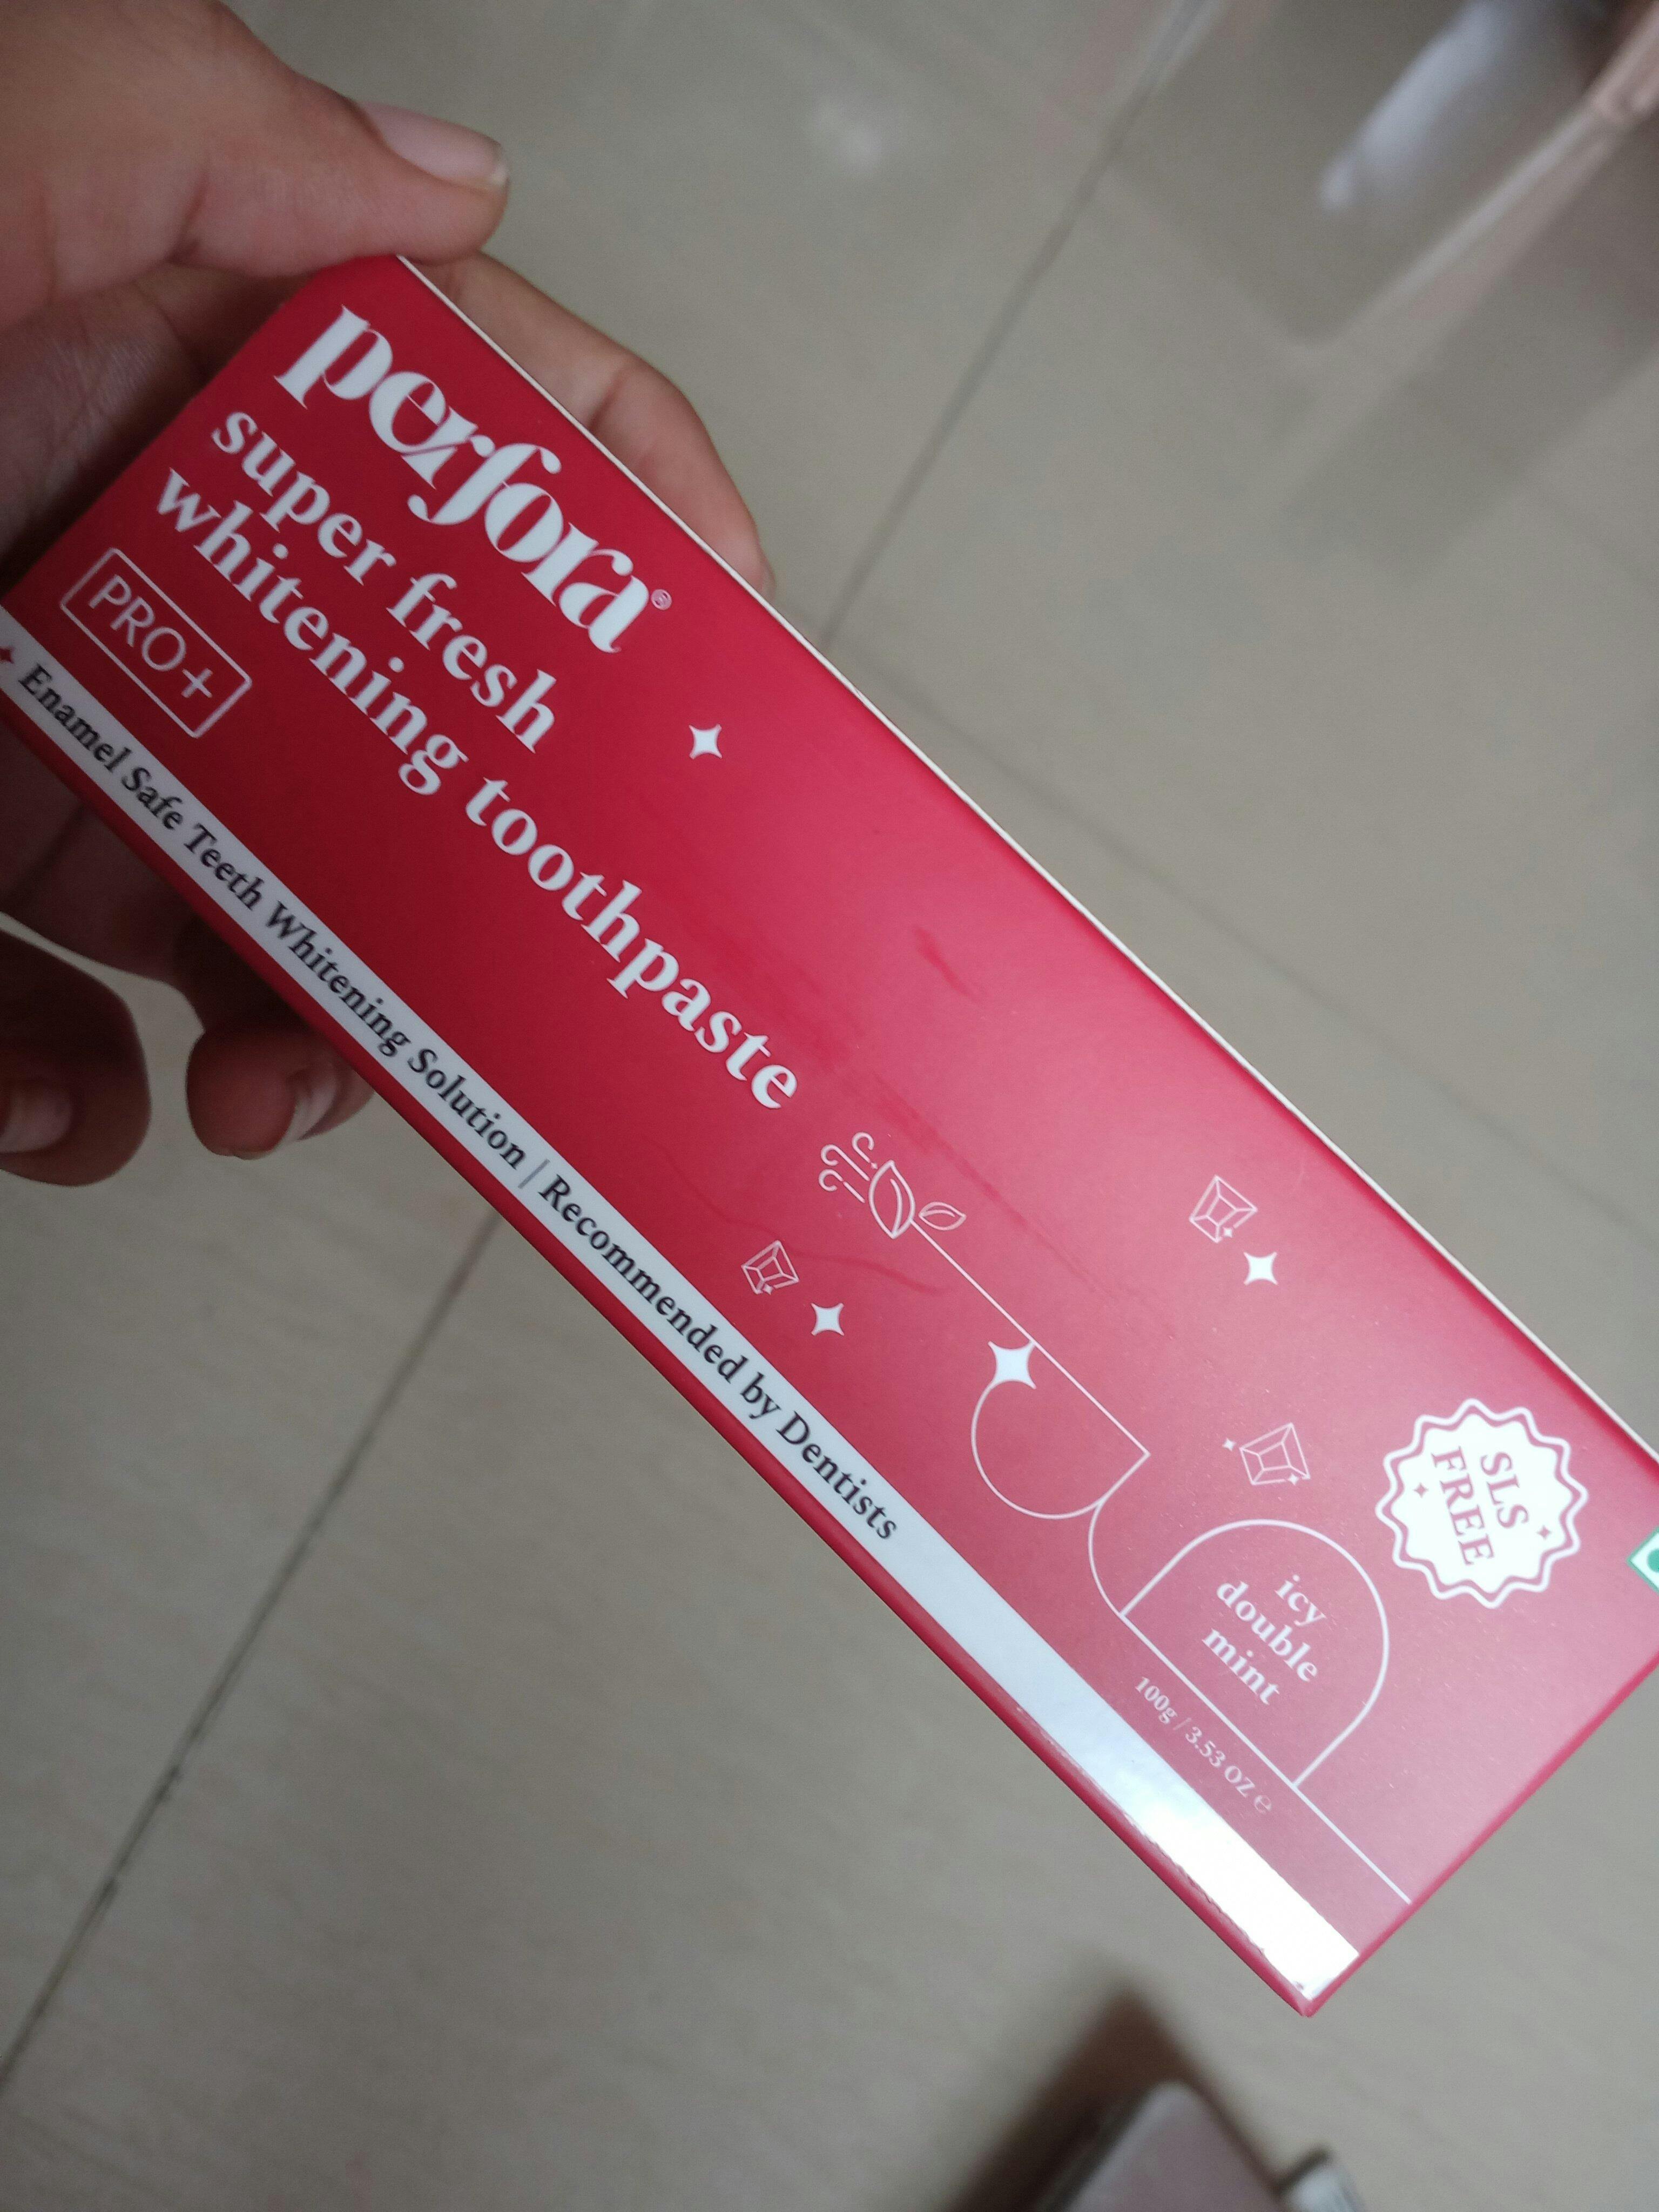 perfora®
super fresh
whitening toothpaste
PRO+
Enamel Safe Teeth Whitening Solution | Recommended by Dentists
SLS
FREE
icy
double
mint
100g / 3.53 OZ ℮